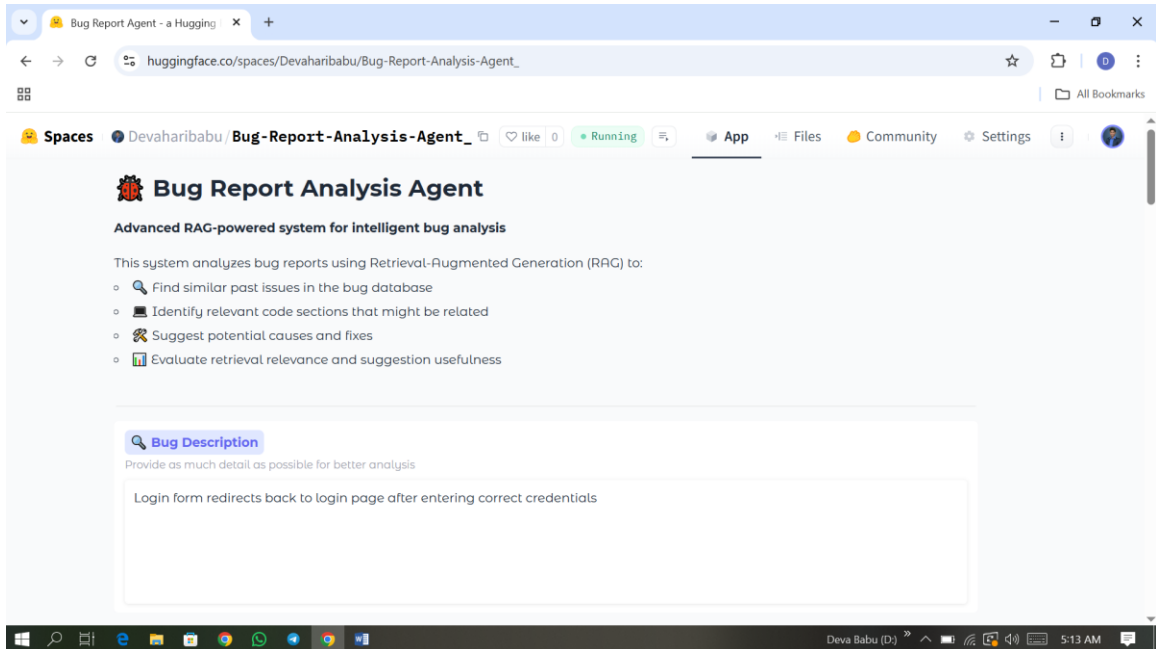 Bug Report Agent - a Hugging
huggingface.co/spaces/Devaharibabu/Bug-Report-Analysis-Agent_
D
All Bookmarks
Spaces Devaharibabu/Bug-Report-Analysis-Agent_ like 0 Running App Files Community Settings
Bug Report Analysis Agent
Advanced RAG-powered system for intelligent bug analysis
This system analyzes bug reports using Retrieval-Augmented Generation (RAG) to:
Find similar past issues in the bug database
Identify relevant code sections that might be related
Suggest potential causes and fixes
Evaluate retrieval relevance and suggestion usefulness
Bug Description
Provide as much detail as possible for better analysis
Login form redirects back to login page after entering correct credentials
Deva Babu (D:) 5:13 AM